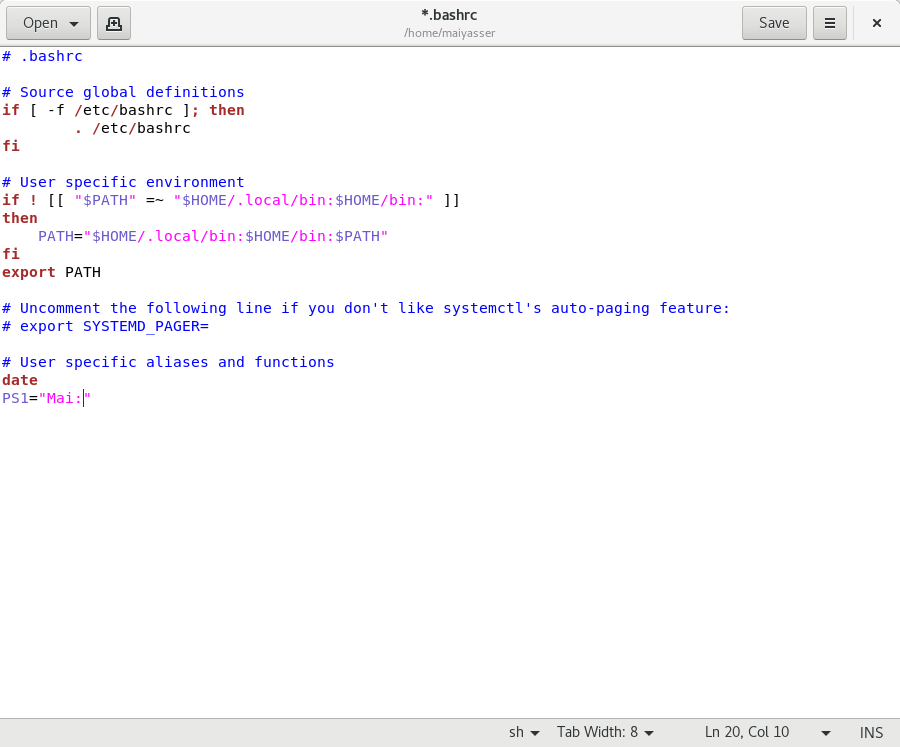 Open
*.bashrc
/home/maiyasser
Save
# .bashrc
# Source global definitions
if [ -f /etc/bashrc ]; then
        . /etc/bashrc
fi
# User specific environment
if ! [[ "$PATH" =~ "$HOME/.local/bin:$HOME/bin:" ]]
then
    PATH="$HOME/.local/bin:$HOME/bin:$PATH"
fi
export PATH
# Uncomment the following line if you don't like systemctl's auto-paging feature:
# export SYSTEMD_PAGER=
# User specific aliases and functions
date
PS1="Mai:"
sh Tab Width: 8 Ln 20, Col 10 INS